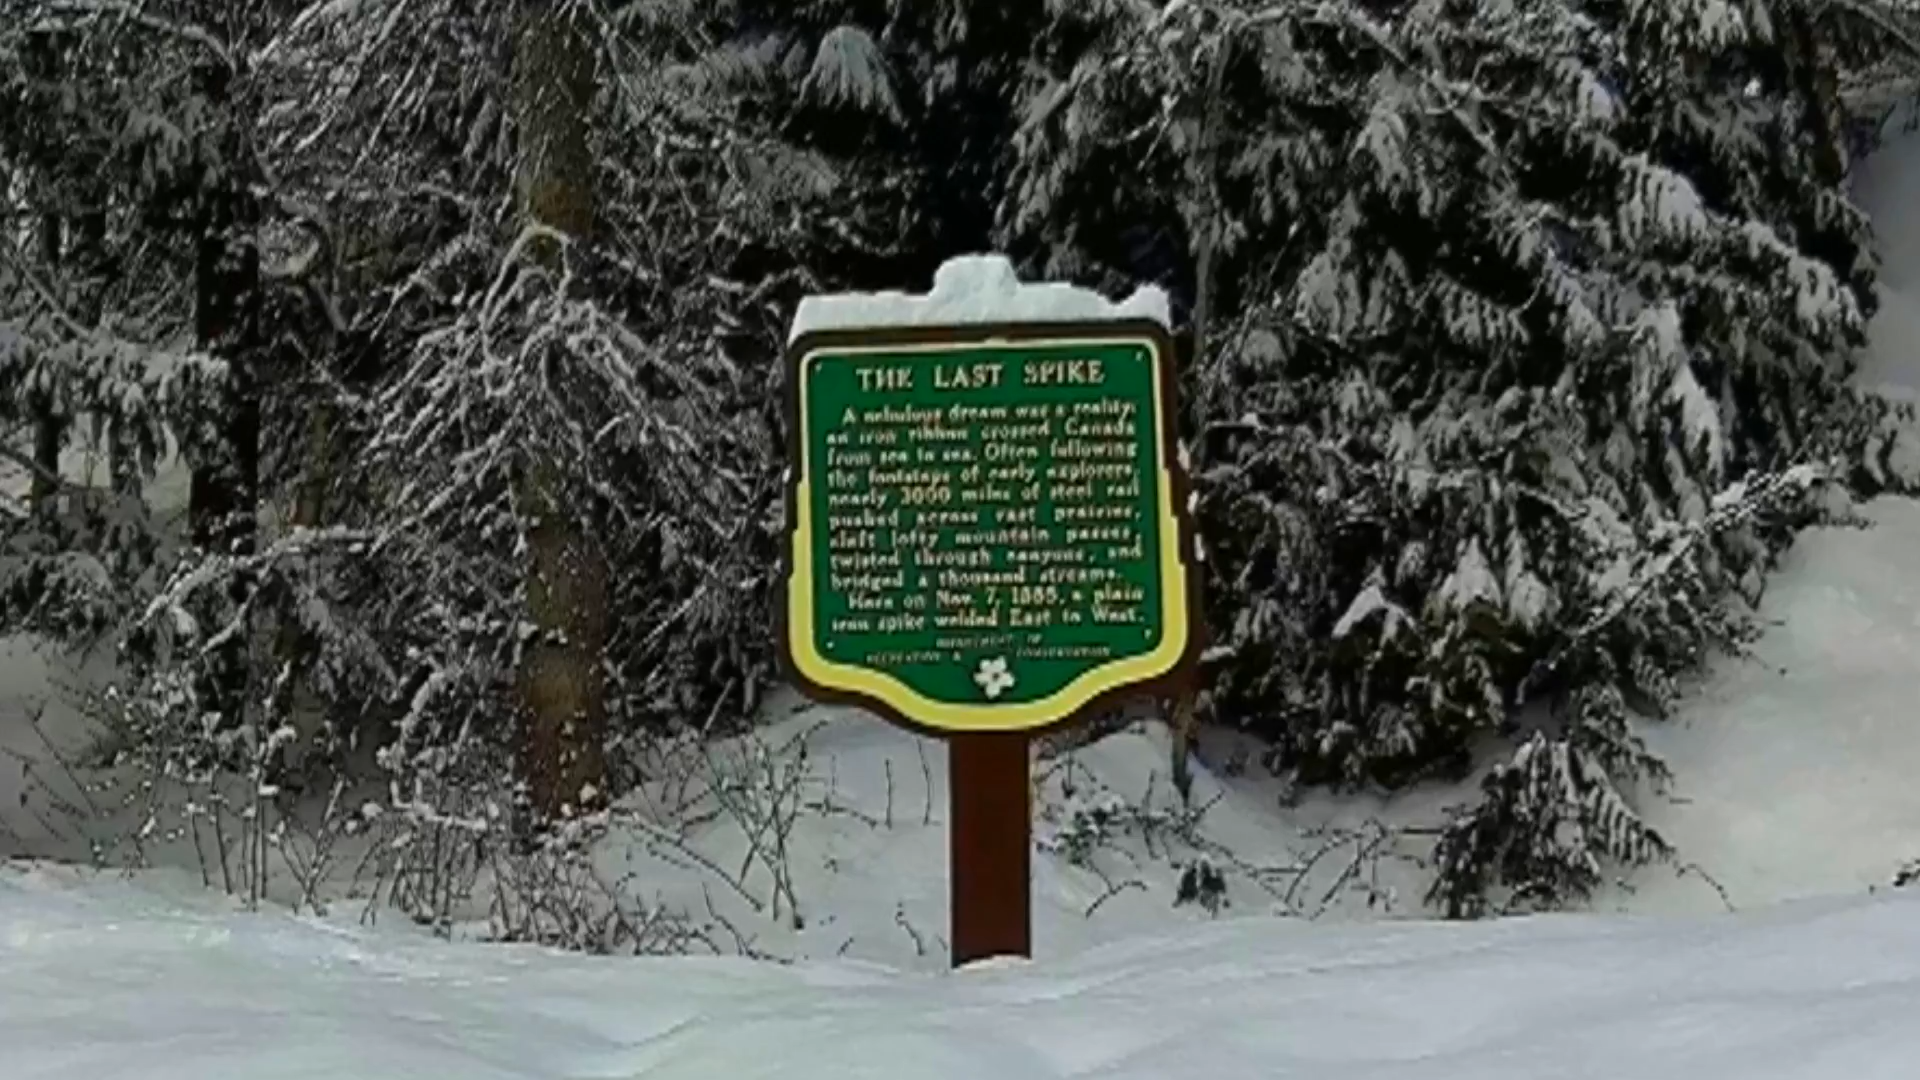 THE LAST SPIKE
A nebulous dream was a reality:
an iron ribbon crossed Canada
from sea to sea. Often following
the footsteps of early explorers,
nearly 3000 miles of steel rail
pushed across vast prairies,
cleft lofty mountain passes,
twisted through canyons, and
bridged a thousand streams.
Here on Nov. 7, 1885, a plain
iron spike welded East to West.
DEPARTMENT OF
RECREATION & CONSERVATION